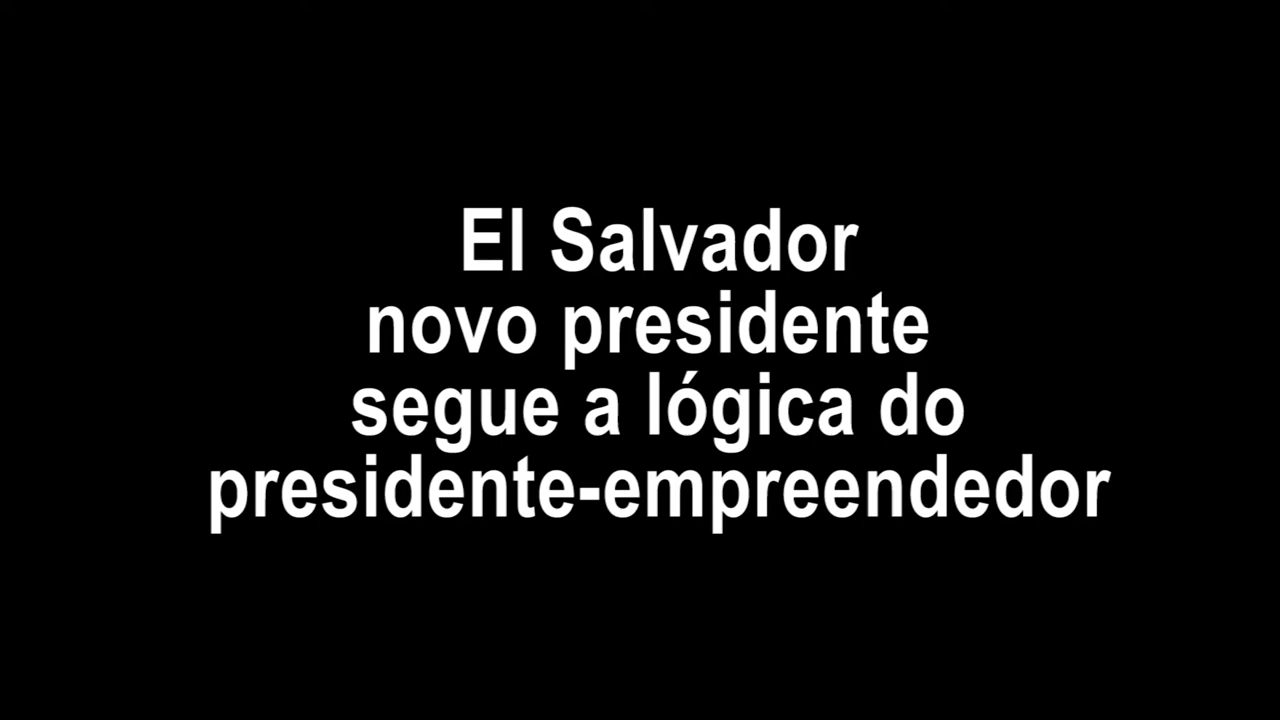 El Salvador
novo presidente
segue a lógica do
presidente-empreendedor